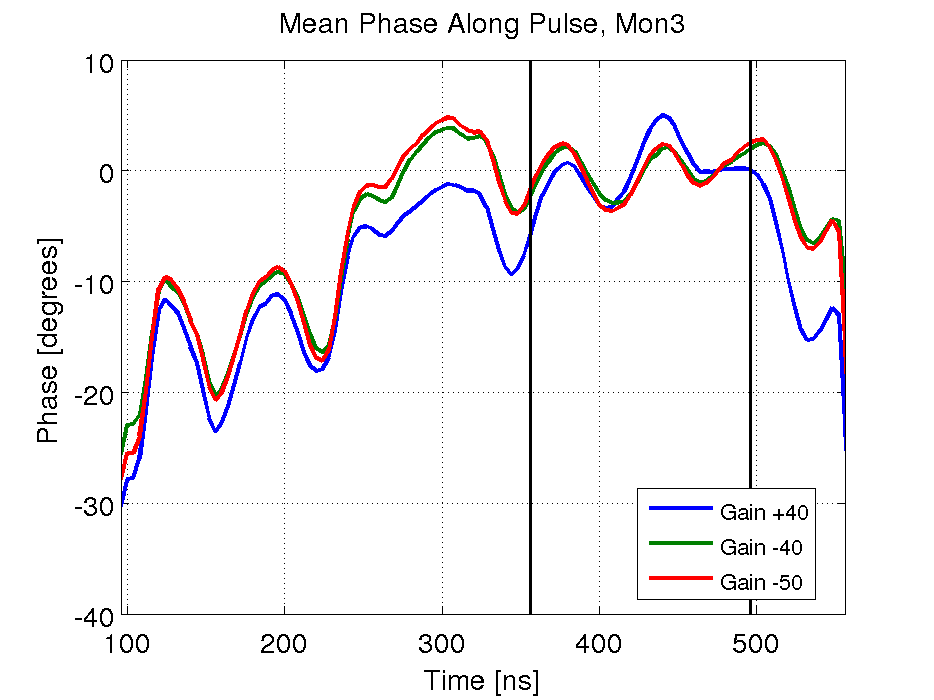 Mean Phase Along Pulse, Mon3
Phase [degrees]
10
0
-10
-20
-30
-40
100
200
300
400
500
Time [ns]
Gain +40
Gain -40
Gain -50